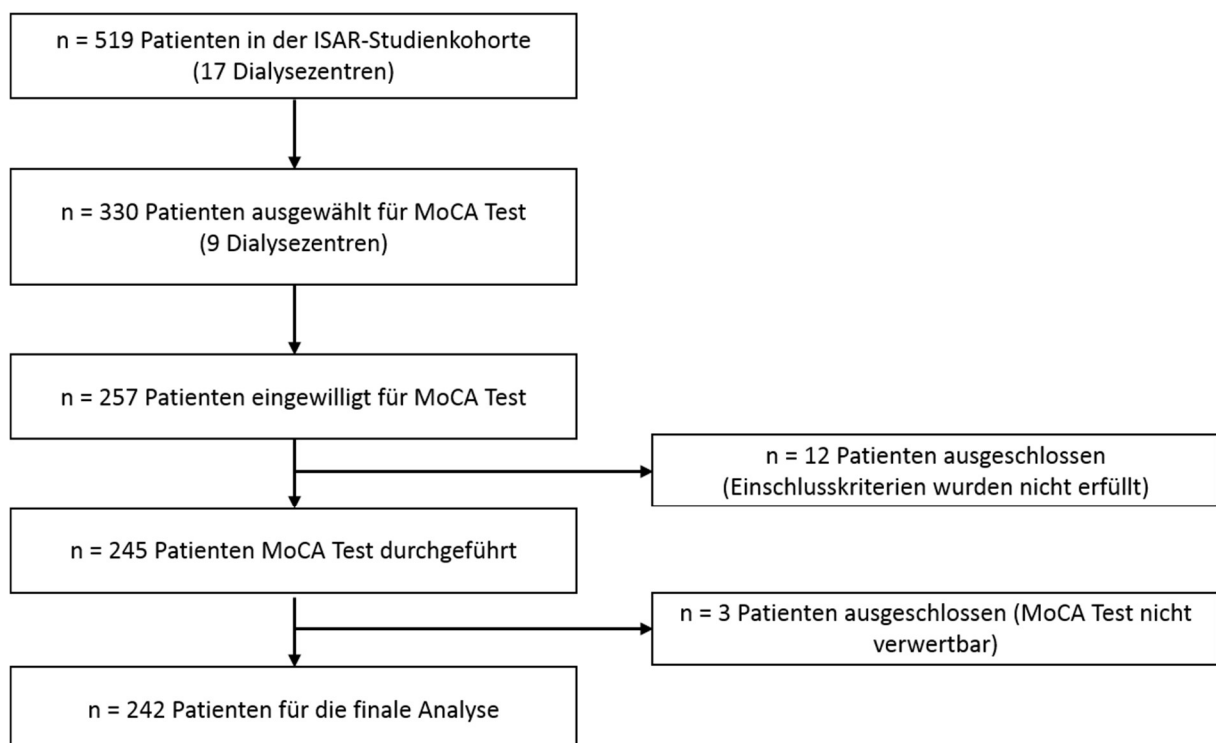 n = 519 Patienten in der ISAR-Studienkohorte
(17 Dialysezentren)
n = 330 Patienten ausgewählt für MoCA Test
(9 Dialysezentren)
n = 257 Patienten eingewilligt für MoCA Test
n = 12 Patienten ausgeschlossen
(Einschlusskriterien wurden nicht erfüllt)
n = 245 Patienten MoCA Test durchgeführt
n = 3 Patienten ausgeschlossen (MoCA Test nicht
verwertbar)
n = 242 Patienten für die finale Analyse